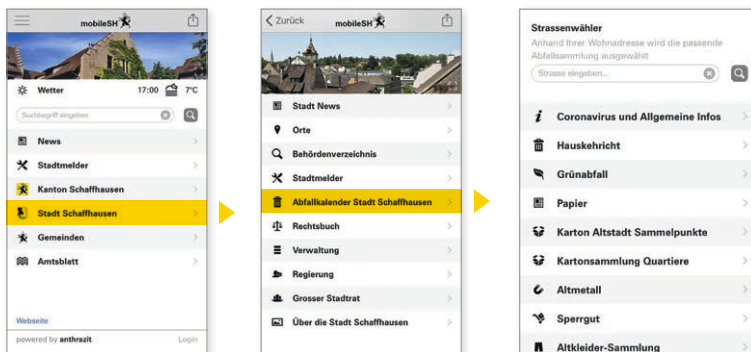 mobileSH
Wetter 17:00 7°C
Suchbegriff eingeben
News
Stadtmelder
Kanton Schaffhausen
Stadt Schaffhausen
Gemeinden
Amtsblatt
Webseite
powered by anthrazit Login
Zurück mobileSH
Stadt News
Orte
Behördenverzeichnis
Stadtmelder
Abfallkalender Stadt Schaffhausen
Rechtsbuch
Verwaltung
Regierung
Grosser Stadtrat
Über die Stadt Schaffhausen
Strassenwähler
Anhand Ihrer Wohnadresse wird die passende
Abfallsammlung ausgewählt
Strasse eingeben...
Coronavirus und Allgemeine Infos
Hauskehricht
Grünabfall
Papier
Karton Altstadt Sammelpunkte
Kartonsammlung Quartiere
Altmetall
Sperrgut
Altkleider-Sammlung